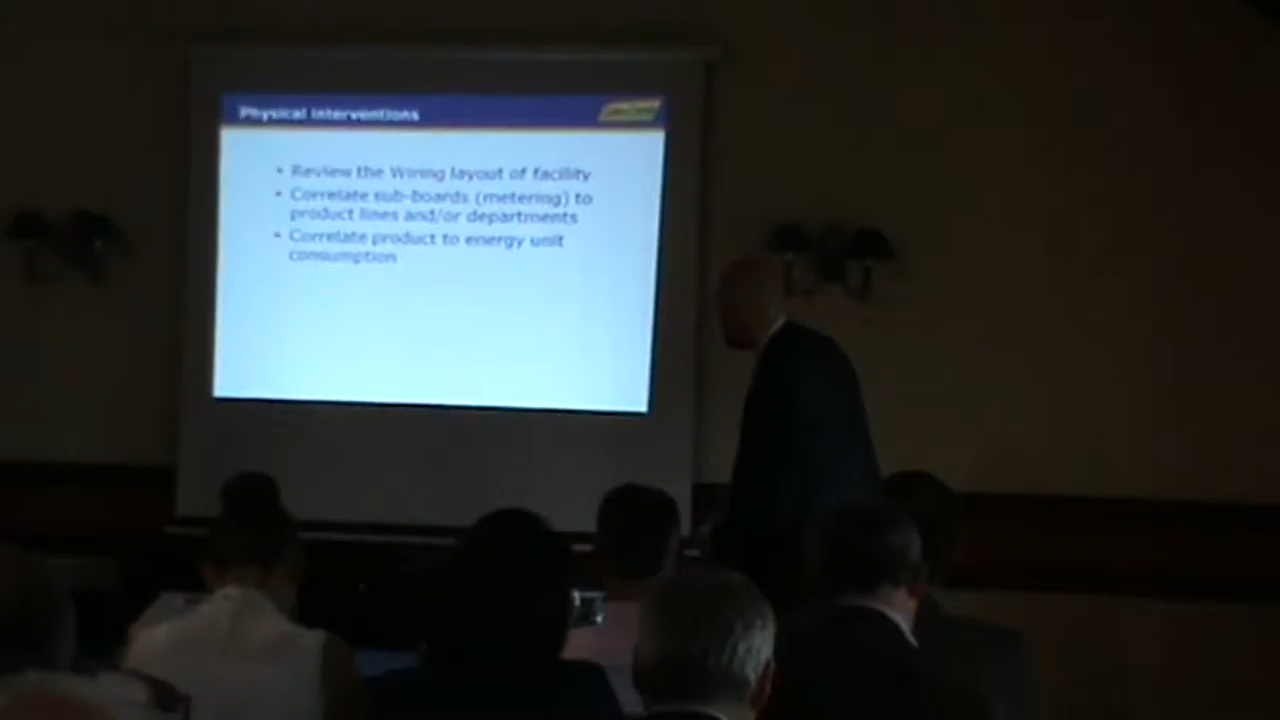 Physical Interventions
• Review the Wiring layout of facility
• Correlate sub-boards (metering) to
product lines and/or departments
• Correlate product to energy unit
consumption